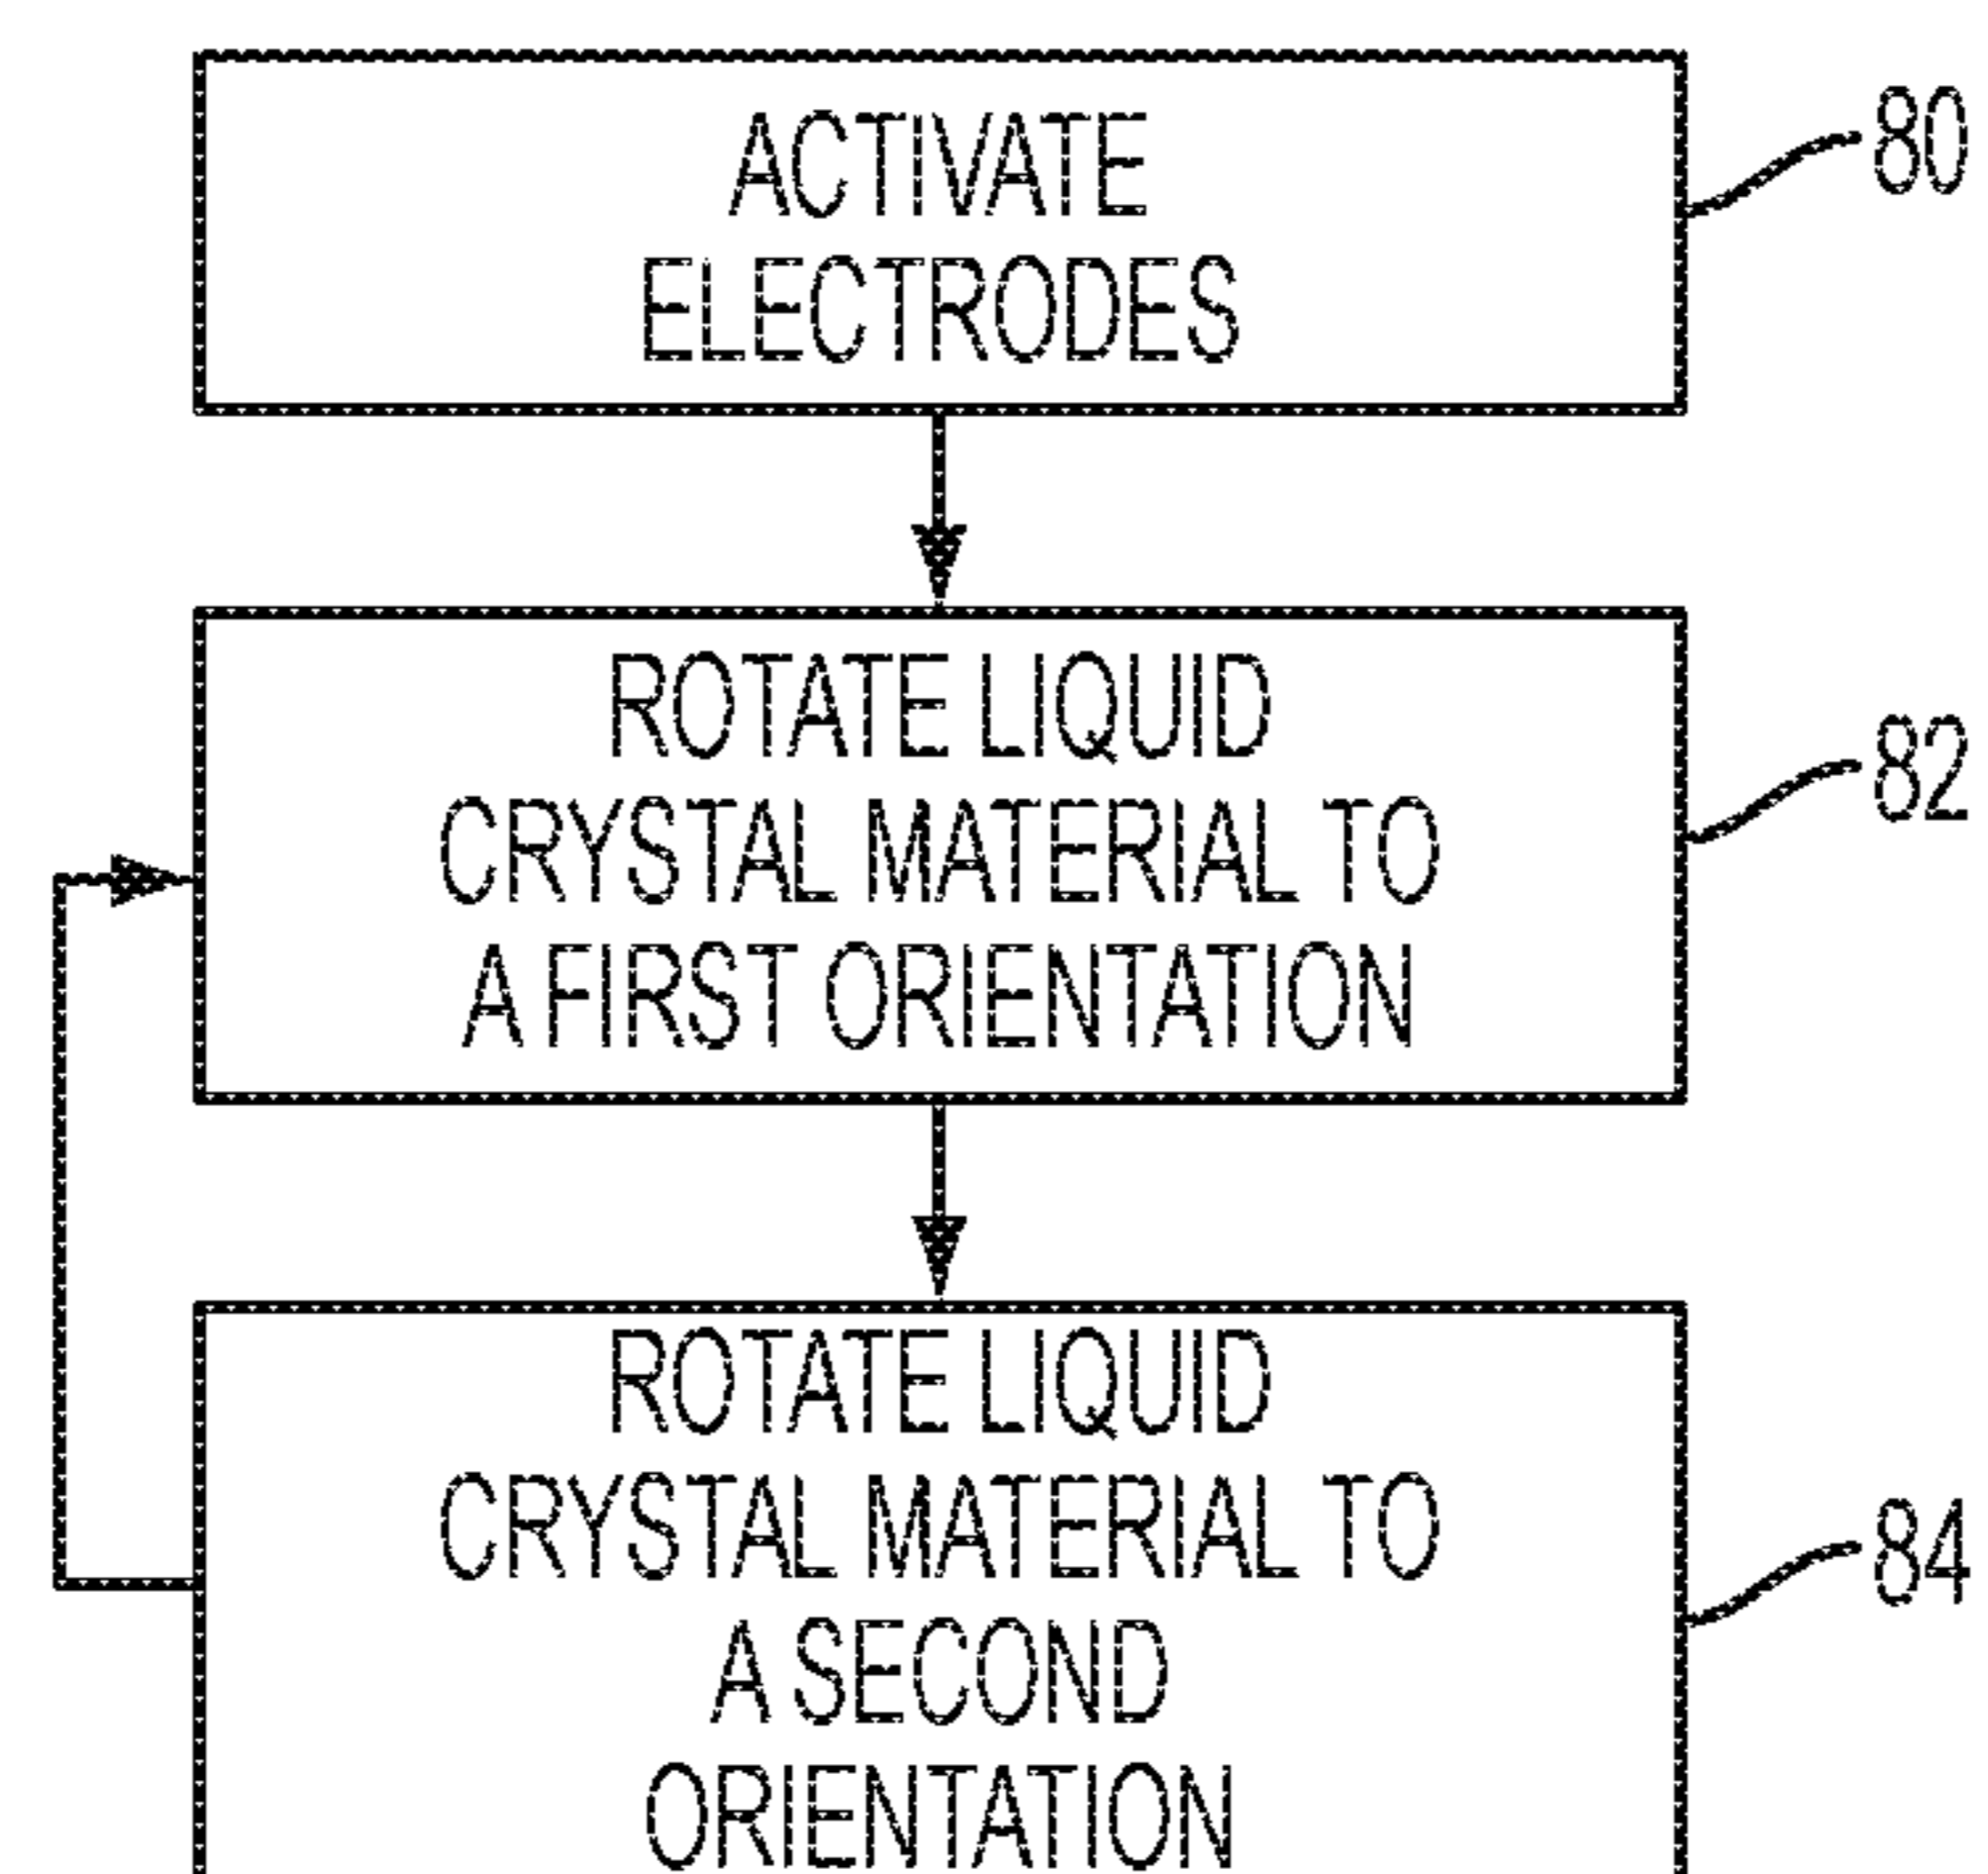 ACTIVATE
ELECTRODES
80
ROTATE LIQUID
CRYSTAL MATERIAL TO
A FIRST ORIENTATION
82
ROTATE LIQUID
CRYSTAL MATERIAL TO
A SECOND
ORIENTATION
84